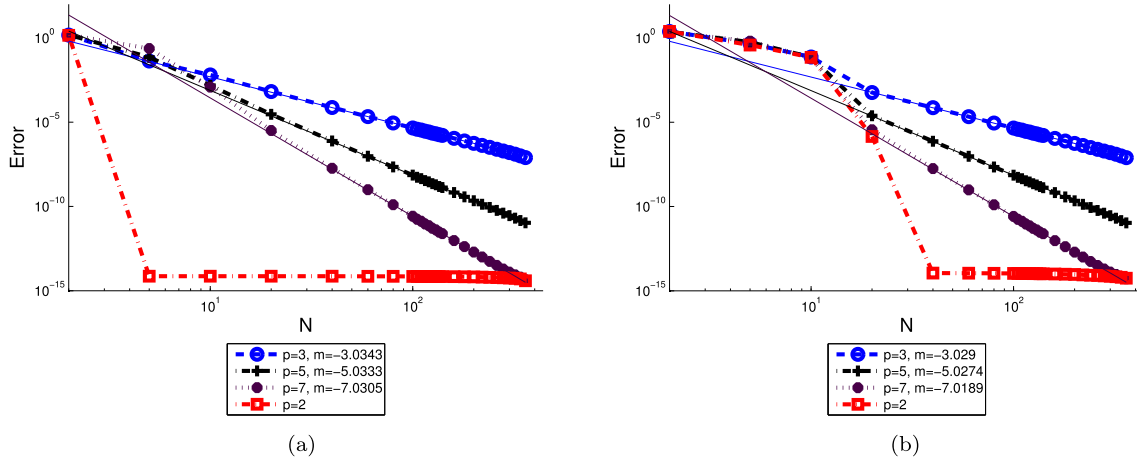 10^0
10^-5
10^-10
10^-15
Error
10^1
10^2
N
p=3, m=−3.0343
p=5, m=−5.0333
p=7, m=−7.0305
p=2
(a)
10^0
10^-5
10^-10
10^-15
Error
10^1
10^2
N
p=3, m=−3.029
p=5, m=−5.0274
p=7, m=−7.0189
p=2
(b)